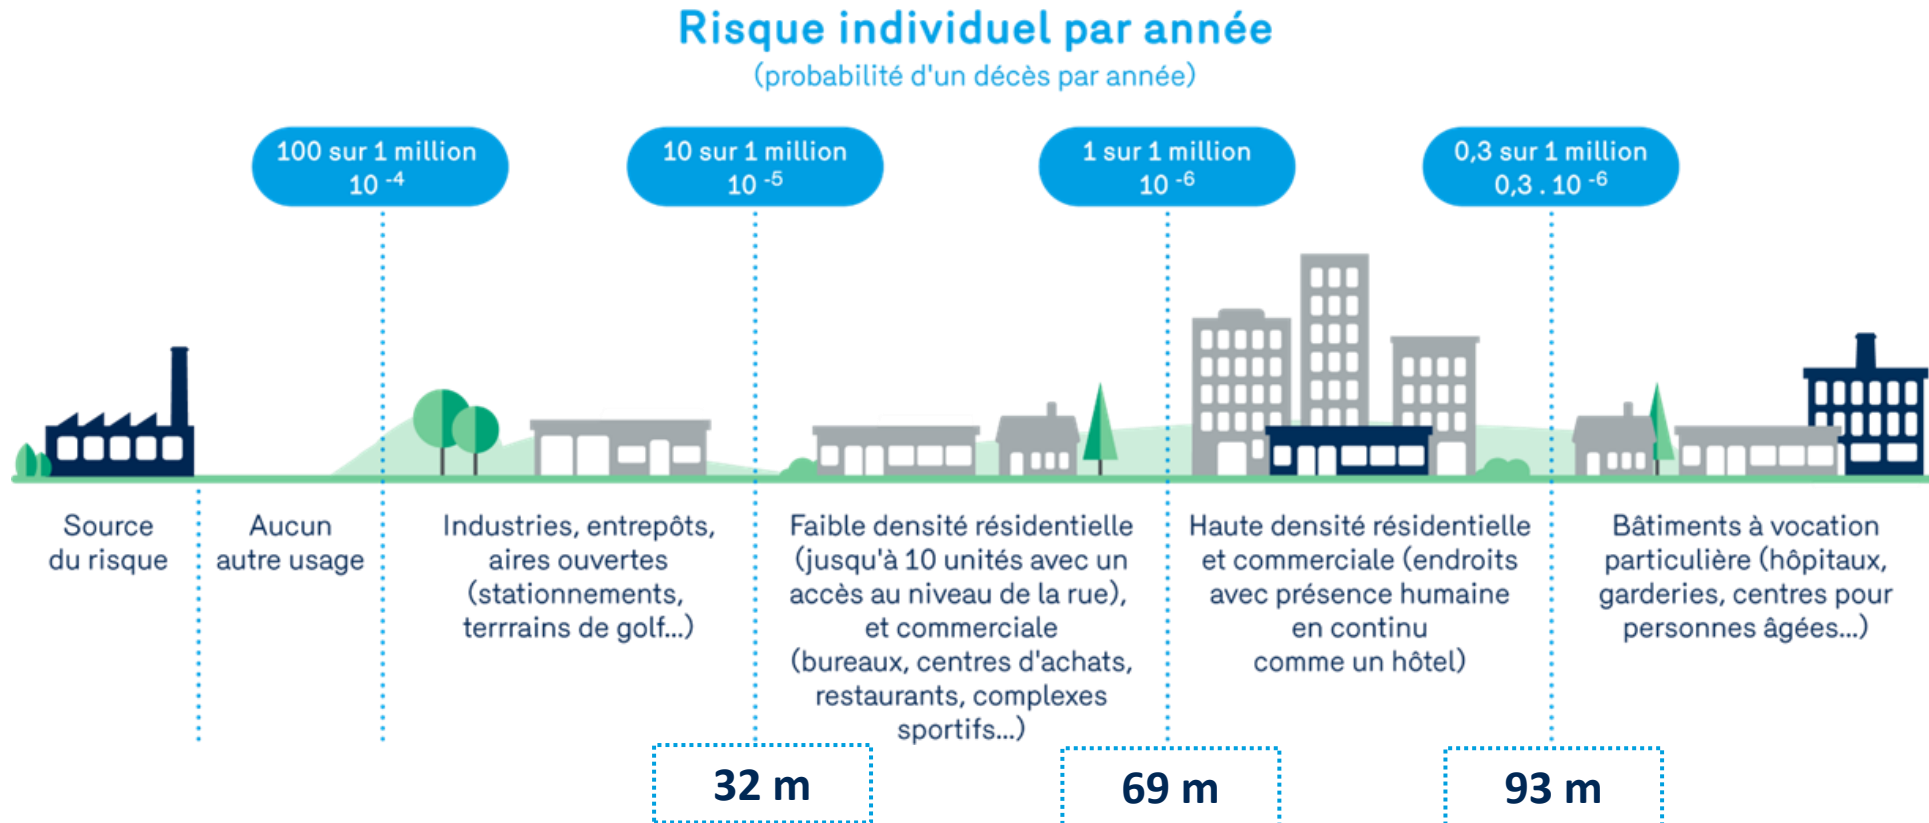 Risque individuel par année
(probabilité d'un décès par année)
100 sur 1 million
10 -4
10 sur 1 million
10 -5
1 sur 1 million
10 -6
0,3 sur 1 million
0,3 . 10 -6
Source
du risque
Aucun
autre usage
Industries, entrepôts,
aires ouvertes
(stationnements,
terrrains de golf...)
Faible densité résidentielle
(jusqu'à 10 unités avec un
accès au niveau de la rue),
et commerciale
(bureaux, centres d'achats,
restaurants, complexes
sportifs...)
Haute densité résidentielle
et commerciale (endroits
avec présence humaine
en continu
comme un hôtel)
Bâtiments à vocation
particulière (hôpitaux,
garderies, centres pour
personnes âgées...)
32 m
69 m
93 m